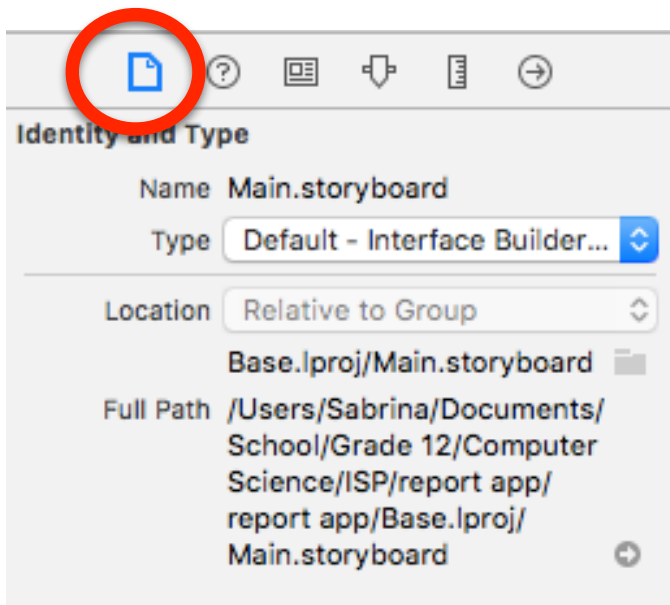 Identity and Type
Name Main.storyboard
Type Default - Interface Builder...
Location Relative to Group
Base.lproj/Main.storyboard
Full Path /Users/Sabrina/Documents/
School/Grade 12/Computer
Science/ISP/report app/
report app/Base.lproj/
Main.storyboard